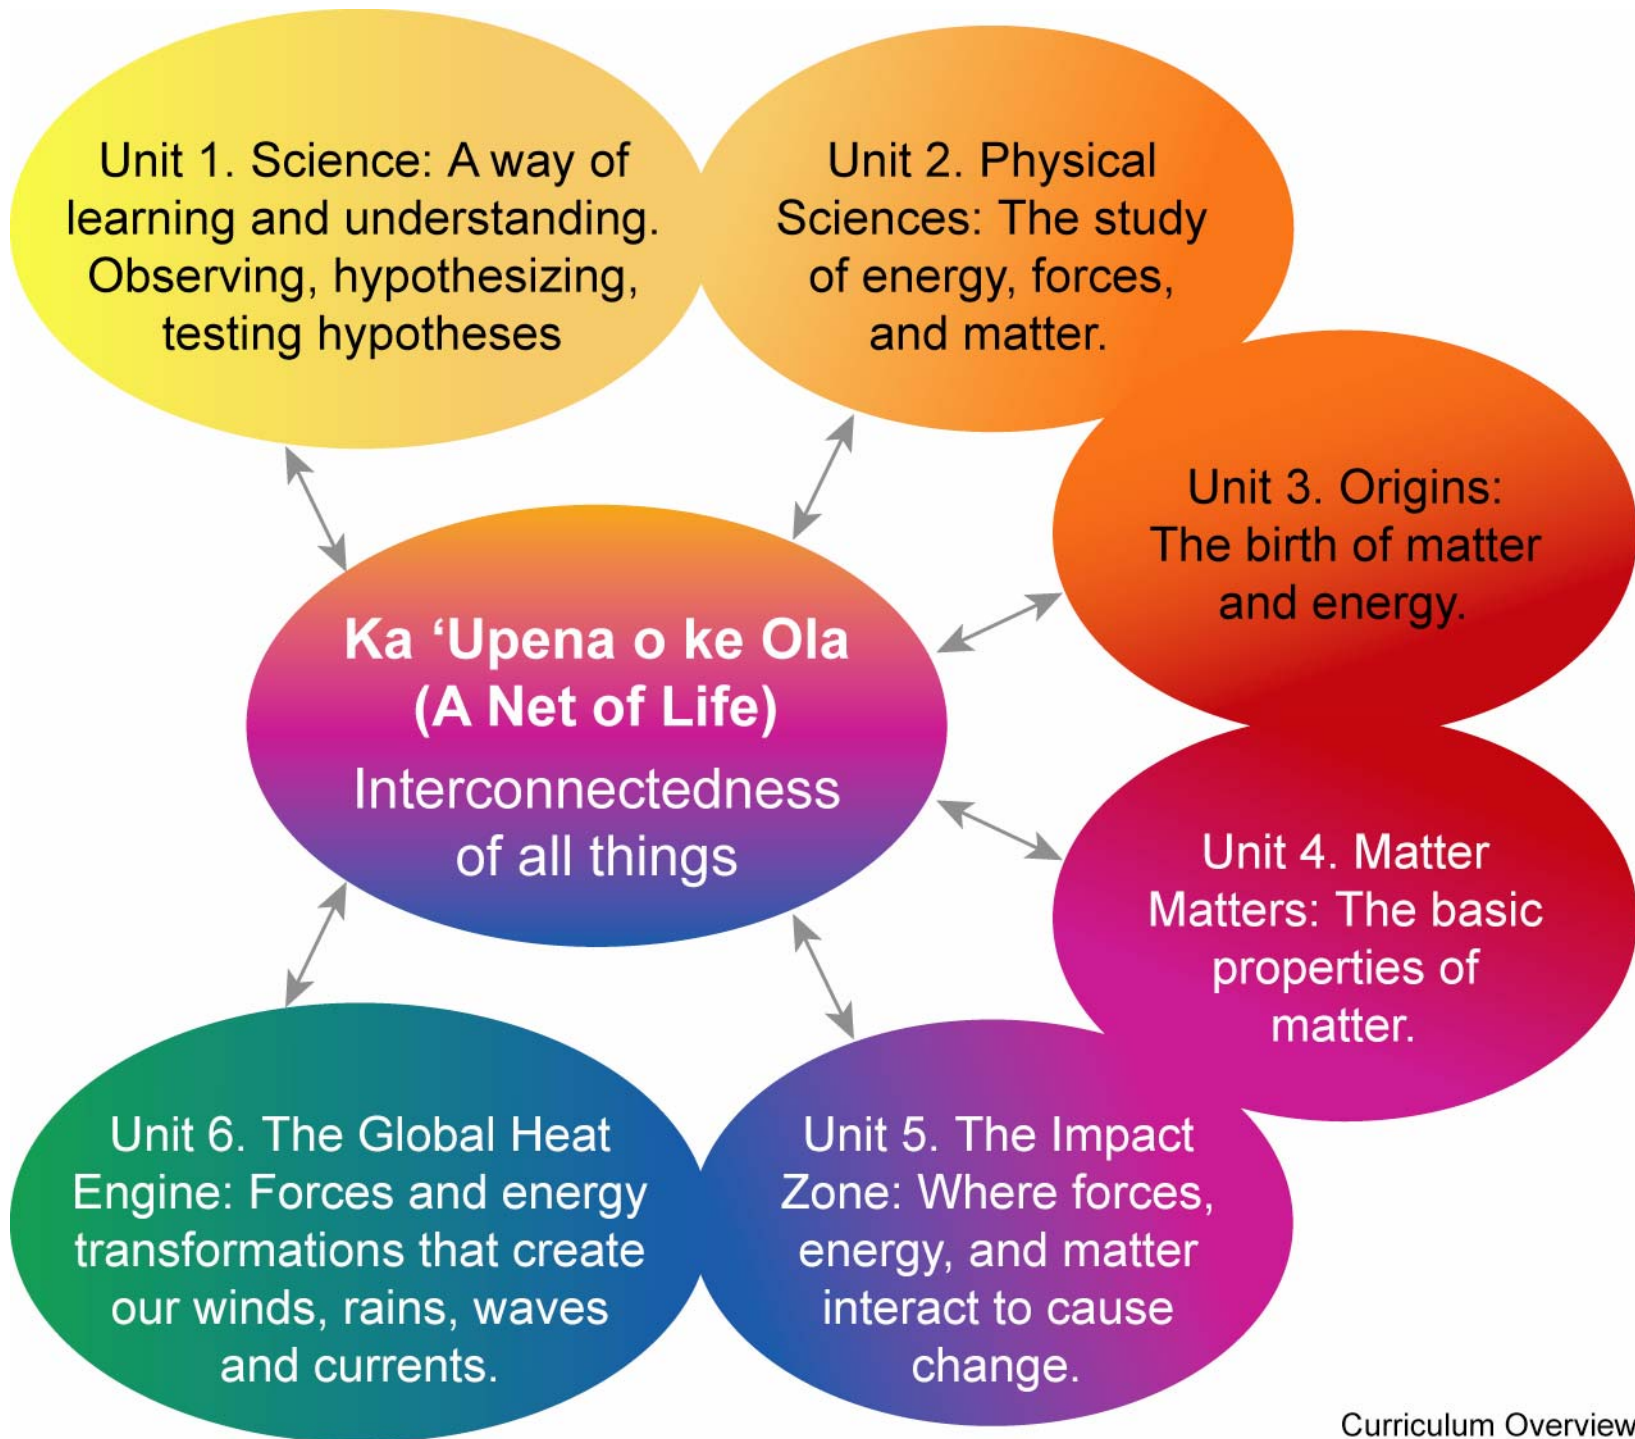 Unit 1. Science: A way of
learning and understanding.
Observing, hypothesizing,
testing hypotheses
Unit 2. Physical
Sciences: The study
of energy, forces,
and matter.
Unit 3. Origins:
The birth of matter
and energy.
Ka ‘Upena o ke Ola
(A Net of Life)
Interconnectedness
of all things
Unit 4. Matter
Matters: The basic
properties of
matter.
Unit 5. The Impact
Zone: Where forces,
energy, and matter
interact to cause
change.
Unit 6. The Global Heat
Engine: Forces and energy
transformations that create
our winds, rains, waves
and currents.
Curriculum Overview